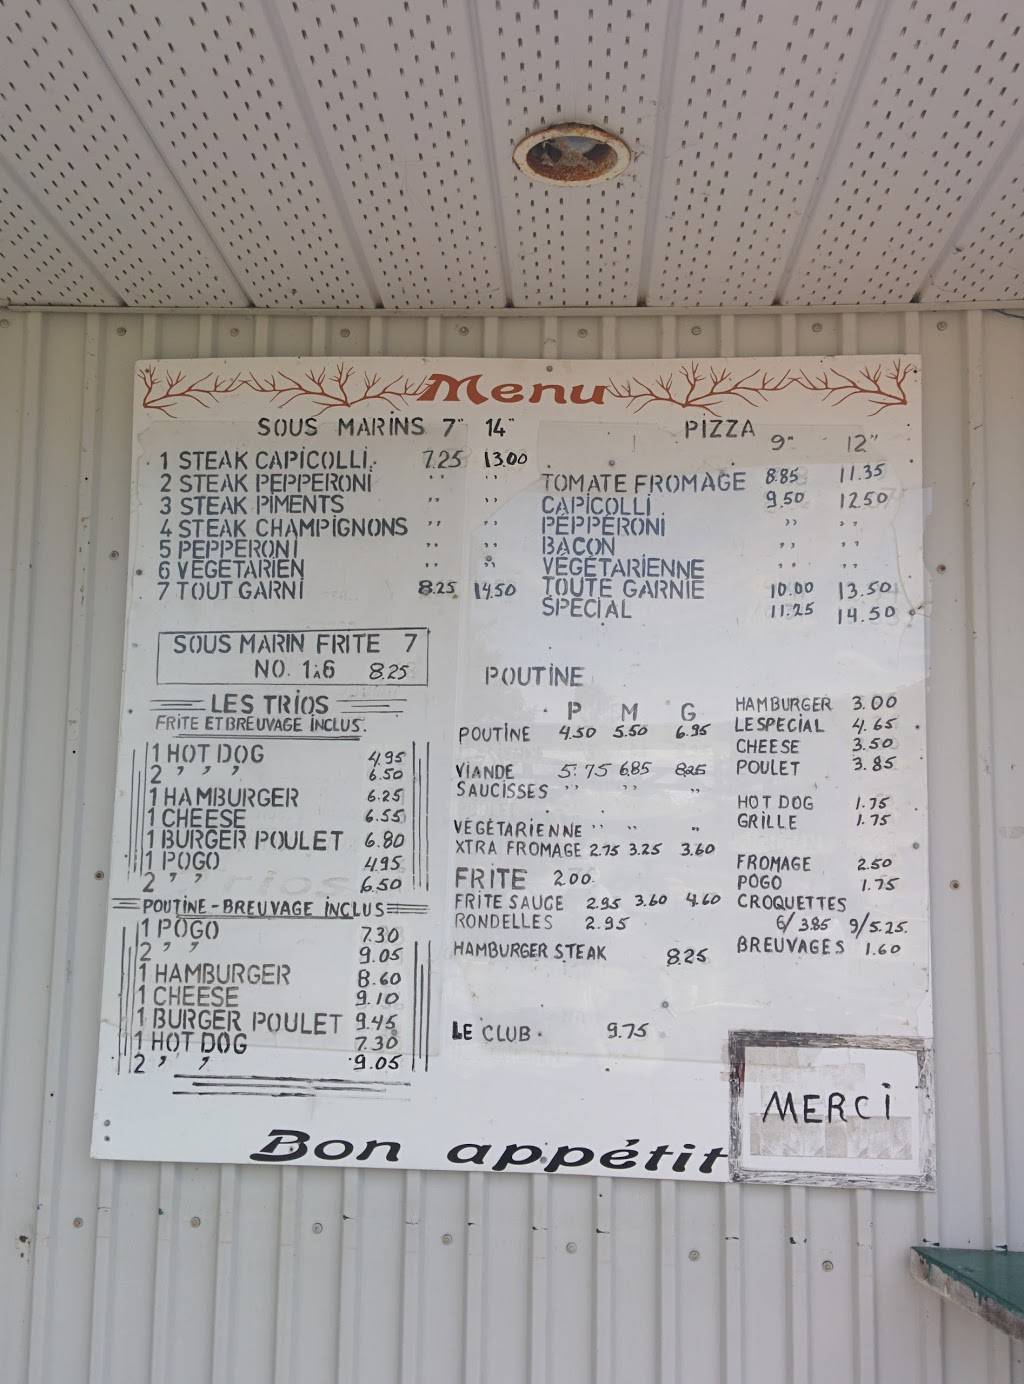 Menu
SOUS MARINS 7" 14"
1 STEAK CAPICOLLI 7.25 13.00
2 STEAK PEPPERONI " "
3 STEAK PIMENTS " "
4 STEAK CHAMPIGNONS " "
5 PEPPERONI " "
6 VÉGÉTARIEN " "
7 TOUT GARNI 8.25 14.50
SOUS MARIN FRITE 7
NO. 1 À 6 8.25
LES TRIOS
FRITE ET BREUVAGE INCLUS.
1 HOT DOG 4.95
2 " " " 6.50
1 HAMBURGER 6.25
1 CHEESE 6.55
1 BURGER POULET 6.80
1 POGO 4.95
2 " " 6.50
POUTINE - BREUVAGE INCLUS
1 POGO 7.30
2 " " 9.05
1 HAMBURGER 8.60
1 CHEESE 9.10
1 BURGER POULET 9.45
1 HOT DOG 7.30
2 " " 9.05
PIZZA
9" 12"
TOMATE FROMAGE 8.85 11.35
CAPICOLLI 9.50 12.50
PEPPERONI " "
BACON " "
VÉGÉTARIENNE " "
TOUTE GARNIE 10.00 13.50
SPÉCIAL 11.25 14.50
POUTINE
P M G
POUTINE 4.50 5.50 6.95
VIANDE 5.75 6.85 8.25
SAUCISSES " " "
VÉGÉTARIENNE " " "
XTRA FROMAGE 2.75 3.25 3.60
FRITE 2.00
FRITE SAUCE 2.95 3.60 4.60
RONDELLES 2.95
HAMBURGER STEAK 8.25
LE CLUB 9.75
HAMBURGER 3.00
LE SPECIAL 4.65
CHEESE 3.50
POULET 3.85
HOT DOG 1.75
GRILLE 1.75
FROMAGE 2.50
POGO 1.75
CROQUETTES
6/3.85 9/5.25
BREUVAGES 1.60
MERCI
Bon appétit